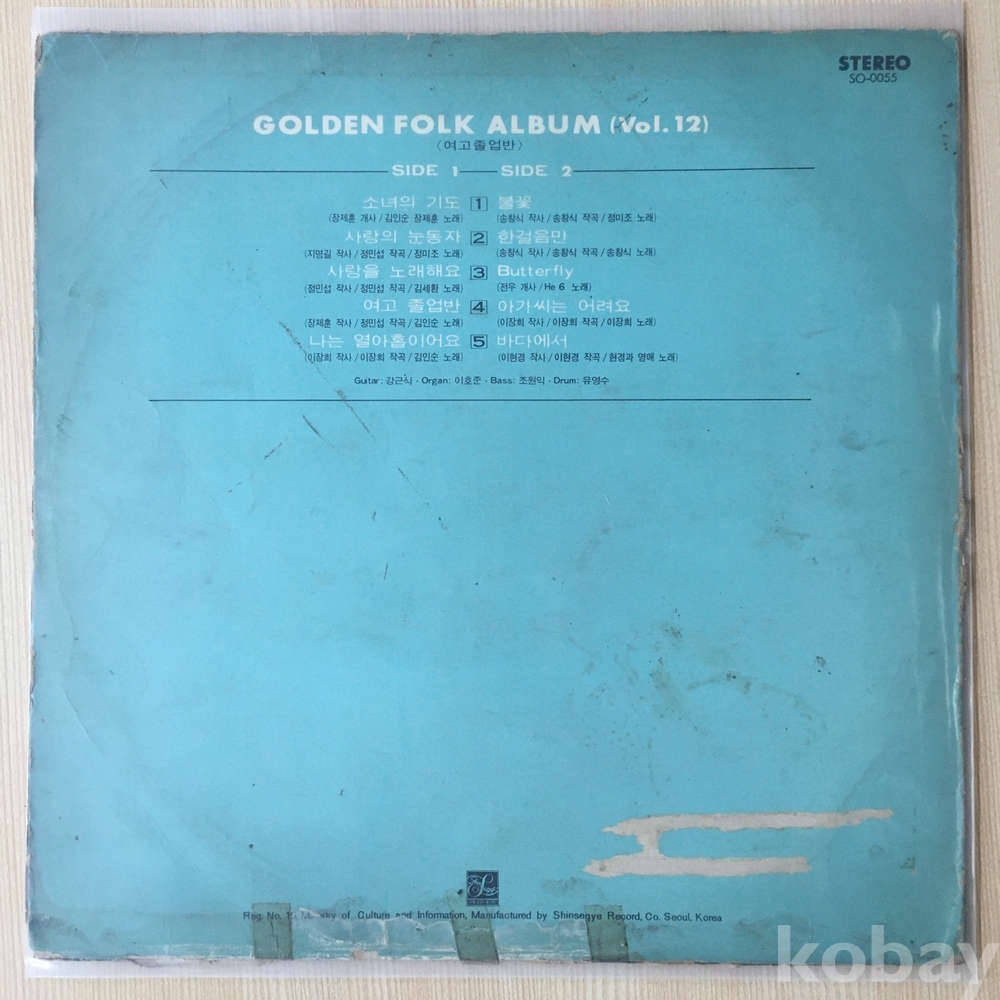 STEREO
SO-0055
GOLDEN FOLK ALBUM (Vol. 12)
〈여고졸업반〉
SIDE 1 SIDE 2
소녀의 기도 1 불꽃
(장제훈 개사/김인순 장제훈 노래) (송창식 작사/송창식 작곡/정미조 노래)
사랑의 눈동자 2 한걸음만
(지명길 작사/정민섭 작곡/정미조 노래) (송창식 작사/송창식 작곡/송창식 노래)
사랑을 노래해요 3 Butterfly
(정민섭 작사/정민섭 작곡/김세환 노래) (전우 개사/He 6 노래)
여고 졸업반 4 아가씨는 어려요
(장제훈 작사/정민섭 작곡/김인순 노래) (이장희 작사/이장희 작곡/이장희 노래)
나는 열아홉이어요 5 바다에서
(이장희 작사/이장희 작곡/김인순 노래) (이현경 작사/이현경 작곡/현경과 영애 노래)
Guitar: 강근식 · Organ: 이호준 · Bass: 조원익 · Drum: 유영수
Reg. No. Ministry of Culture and Information, Manufactured by Shinsegye Record, Co. Seoul, Korea
kobay